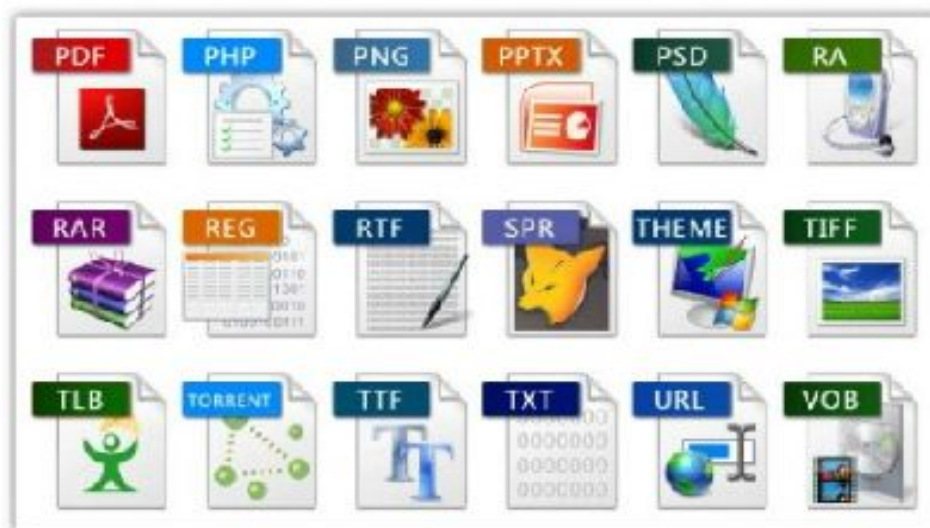 PDF PHP PNG PPTX PSD RA
RAR REG RTF SPR THEME TIFF
TLB TORRENT TTF TXT URL VOB